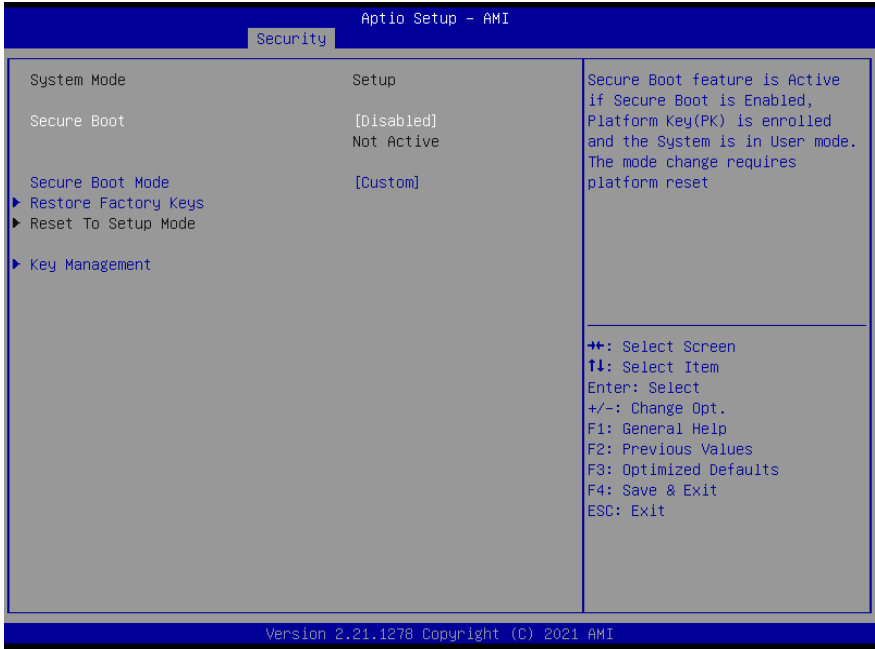 Aptio Setup – AMI
Security
System Mode Setup
Secure Boot [Disabled]
Not Active
Secure Boot Mode [Custom]
Restore Factory Keys
Reset To Setup Mode
Key Management
Secure Boot feature is Active
if Secure Boot is Enabled,
Platform Key(PK) is enrolled
and the System is in User mode.
The mode change requires
platform reset
→←: Select Screen
↑↓: Select Item
Enter: Select
+/-: Change Opt.
F1: General Help
F2: Previous Values
F3: Optimized Defaults
F4: Save & Exit
ESC: Exit
Version 2.21.1278 Copyright (C) 2021 AMI